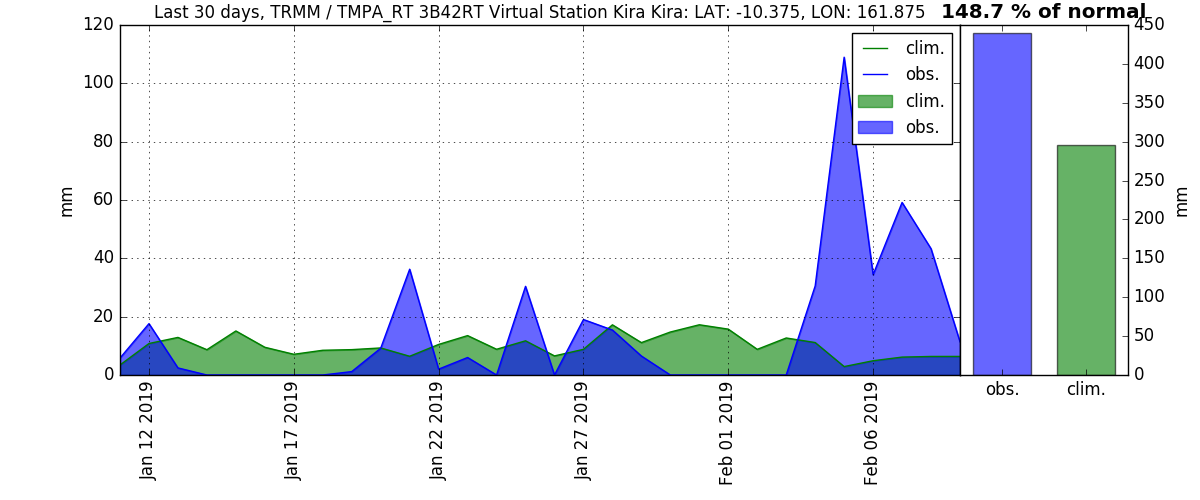 Last 30 days, TRMM / TMPA_RT 3B42RT Virtual Station Kira Kira: LAT: -10.375, LON: 161.875 148.7 % of normal
120
100
80
60
40
20
0
mm
clim.
obs.
clim.
obs.
450
400
350
300
250
200
150
100
50
0
mm
Jan 12 2019
Jan 17 2019
Jan 22 2019
Jan 27 2019
Feb 01 2019
Feb 06 2019
obs.
clim.